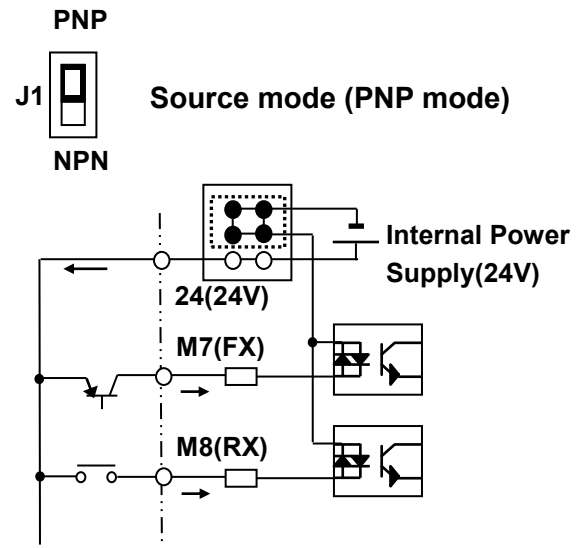 PNP
J1
Source mode (PNP mode)
NPN
Internal Power
Supply(24V)
24(24V)
M7(FX)
M8(RX)